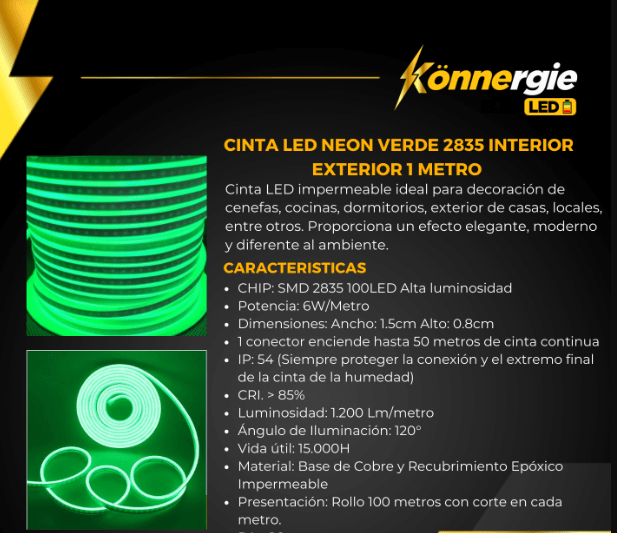 Könnergie
LED
CINTA LED NEON VERDE 2835 INTERIOR
EXTERIOR 1 METRO
Cinta LED impermeable ideal para decoración de
cenefas, cocinas, dormitorios, exterior de casas, locales,
entre otros. Proporciona un efecto elegante, moderno
y diferente al ambiente.
CARACTERISTICAS
• CHIP: SMD 2835 100LED Alta luminosidad
• Potencia: 6W/Metro
• Dimensiones: Ancho: 1.5cm Alto: 0.8cm
• 1 conector enciende hasta 50 metros de cinta continua
• IP: 54 (Siempre proteger la conexión y el extremo final
de la cinta de la humedad)
• CRI. > 85%
• Luminosidad: 1.200 Lm/metro
• Ángulo de Iluminación: 120°
• Vida útil: 15.000H
• Material: Base de Cobre y Recubrimiento Epóxico
Impermeable
• Presentación: Rollo 100 metros con corte en cada
metro.